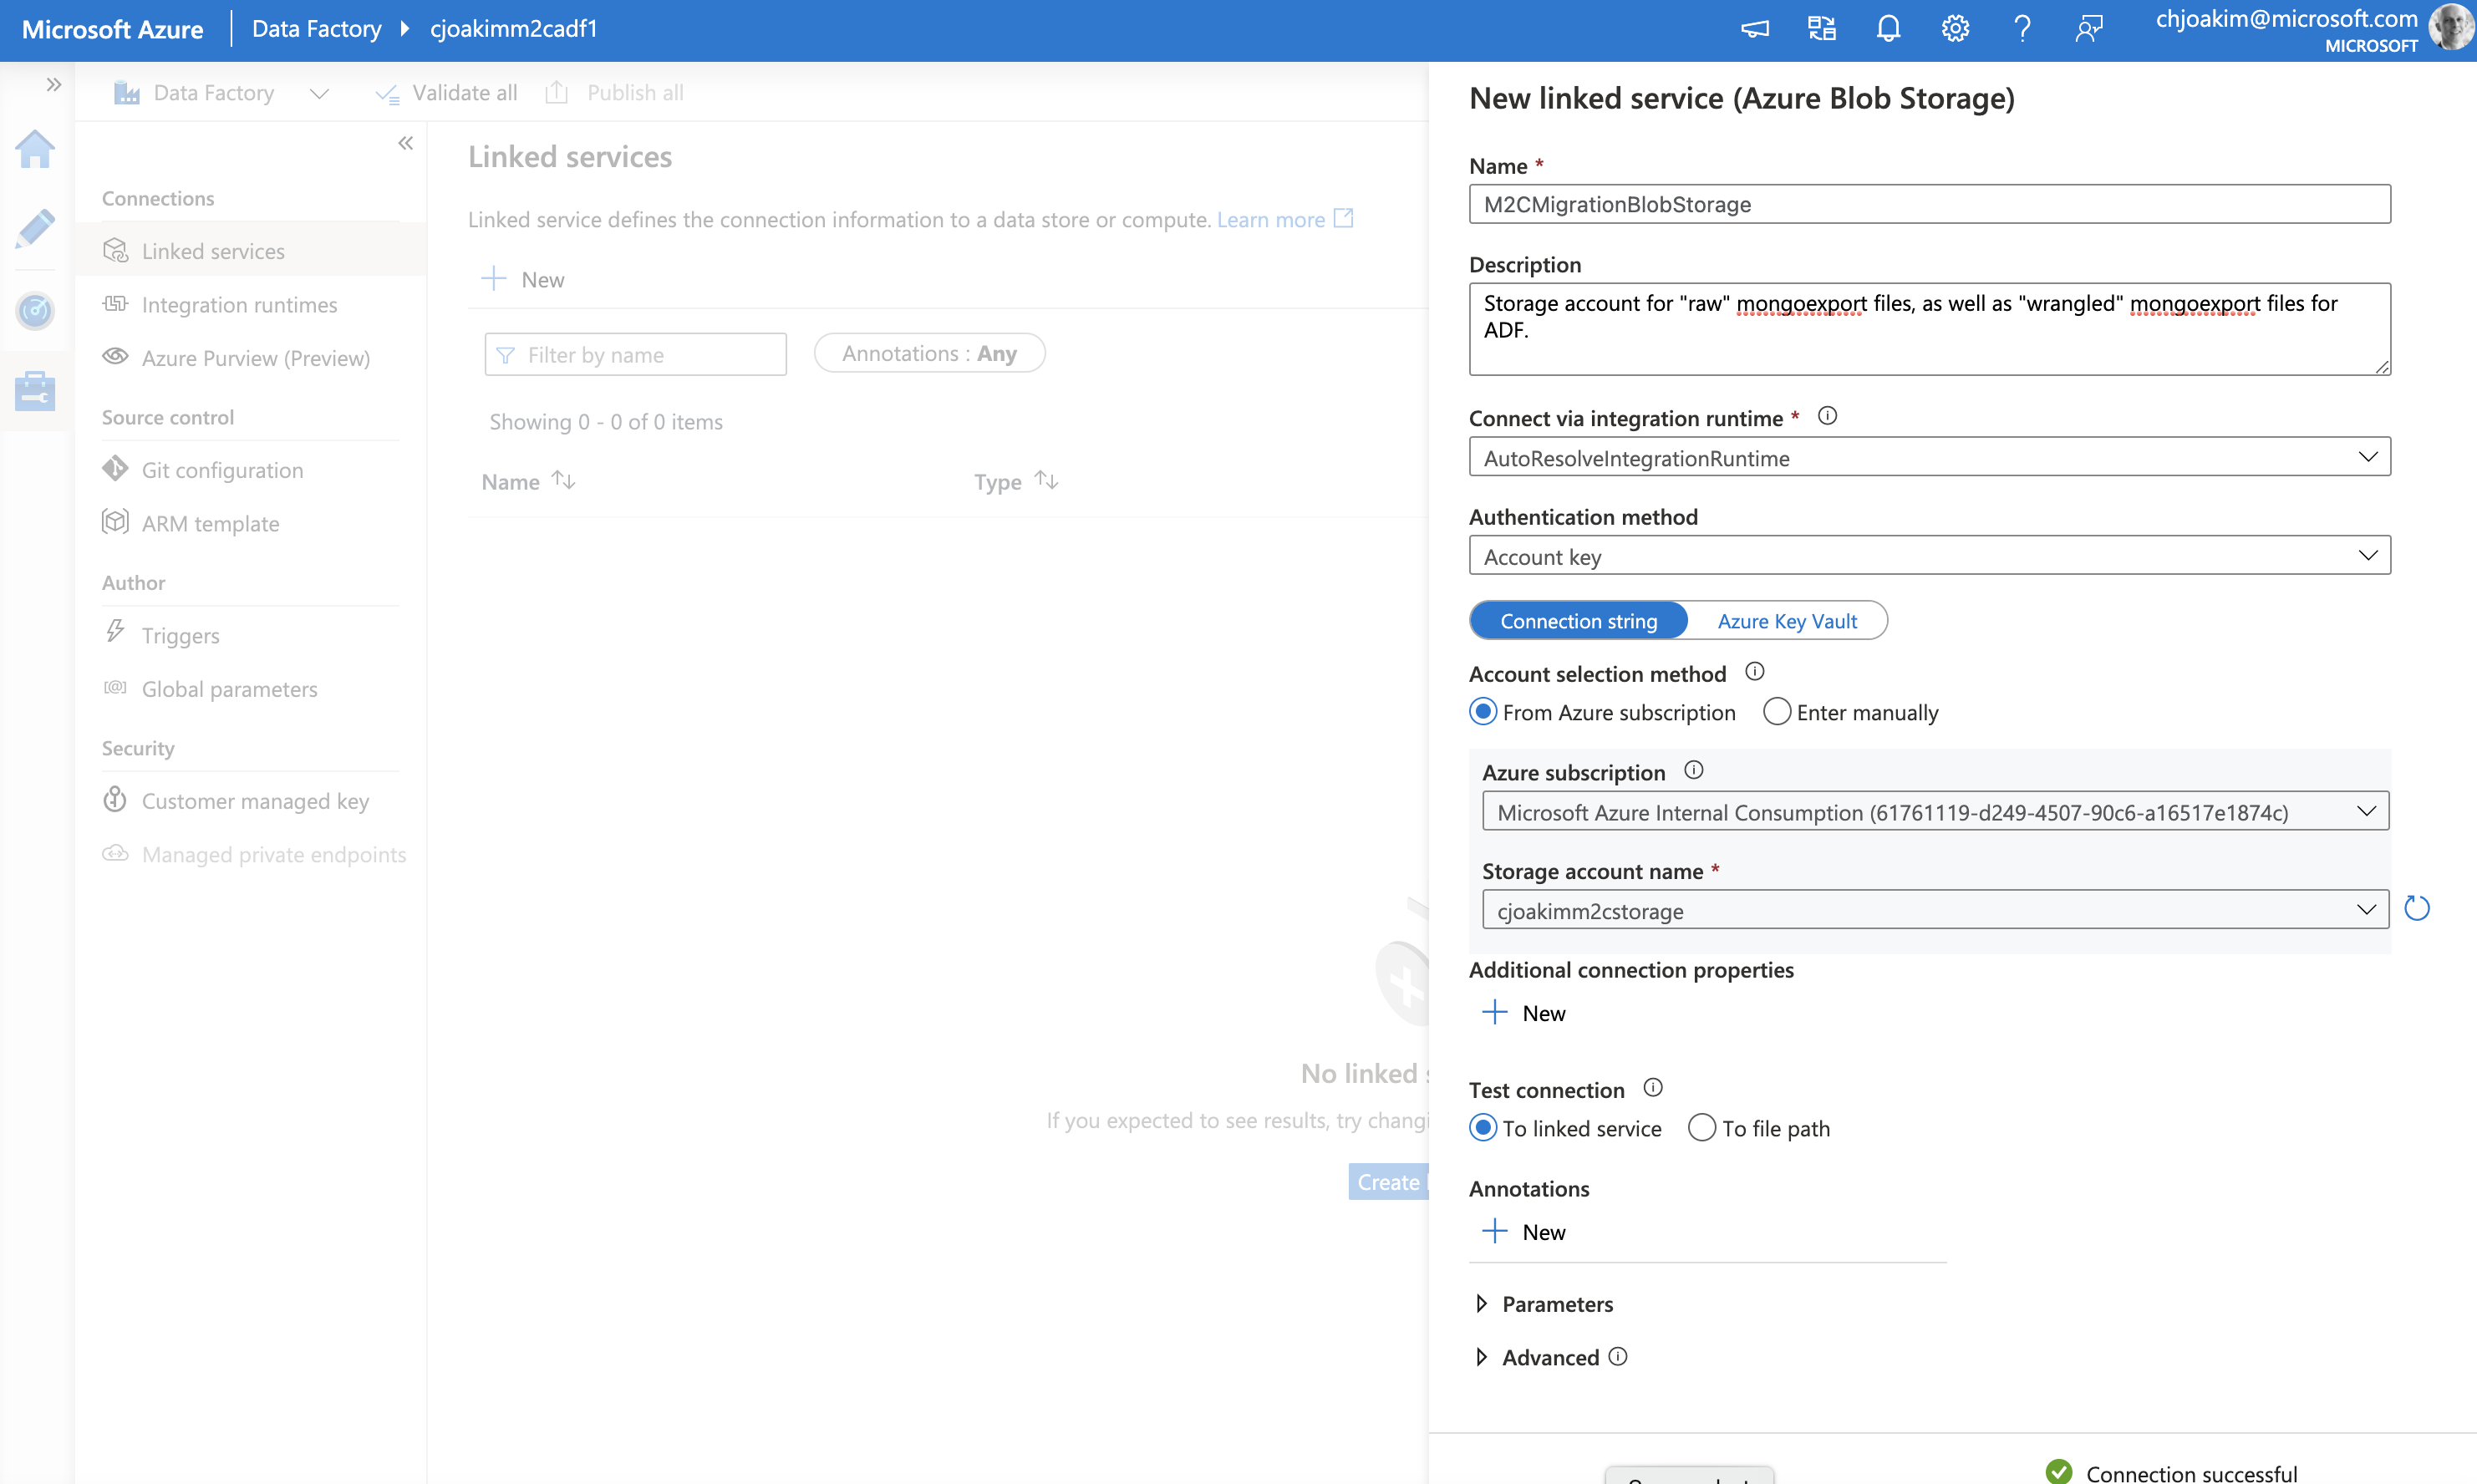 Microsoft Azure
Data Factory
cjoakimm2cadf1
chjoakim@microsoft.com
MICROSOFT
Data Factory
Validate all
Publish all
Connections
Linked services
Integration runtimes
Azure Purview (Preview)
Source control
Git configuration
ARM template
Author
Triggers
Global parameters
Security
Customer managed key
Managed private endpoints
Linked services
Linked service defines the connection information to a data store or compute. Learn more
New
Filter by name
Annotations : Any
Showing 0 - 0 of 0 items
Name
Type
No linked
If you expected to see results, try changi
Create
New linked service (Azure Blob Storage)
Name *
M2CMigrationBlobStorage
Description
Storage account for "raw" mongoexport files, as well as "wrangled" mongoexport files for
ADF.
Connect via integration runtime *
AutoResolveIntegrationRuntime
Authentication method
Account key
Connection string
Azure Key Vault
Account selection method
From Azure subscription
Enter manually
Azure subscription
Microsoft Azure Internal Consumption (61761119-d249-4507-90c6-a16517e1874c)
Storage account name *
cjoakimm2cstorage
Additional connection properties
New
Test connection
To linked service
To file path
Annotations
New
Parameters
Advanced
Connection successful